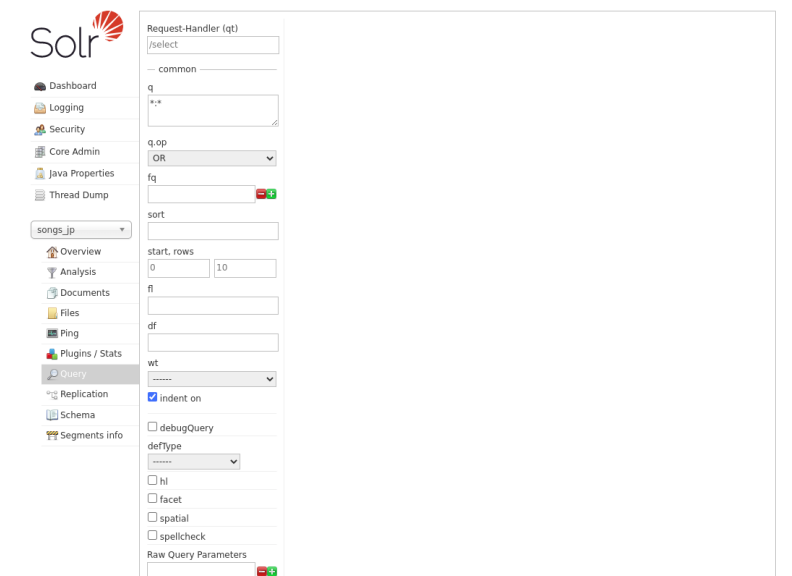 Solr
Dashboard
Logging
Security
Core Admin
Java Properties
Thread Dump
songs_jp
Overview
Analysis
Documents
Files
Ping
Plugins / Stats
Query
Replication
Schema
Segments info
Request-Handler (qt)
/select
common
q
*:*
q.op
OR
fq
sort
start, rows
0 10
fl
df
wt
------
indent on
debugQuery
defType
------
hl
facet
spatial
spellcheck
Raw Query Parameters